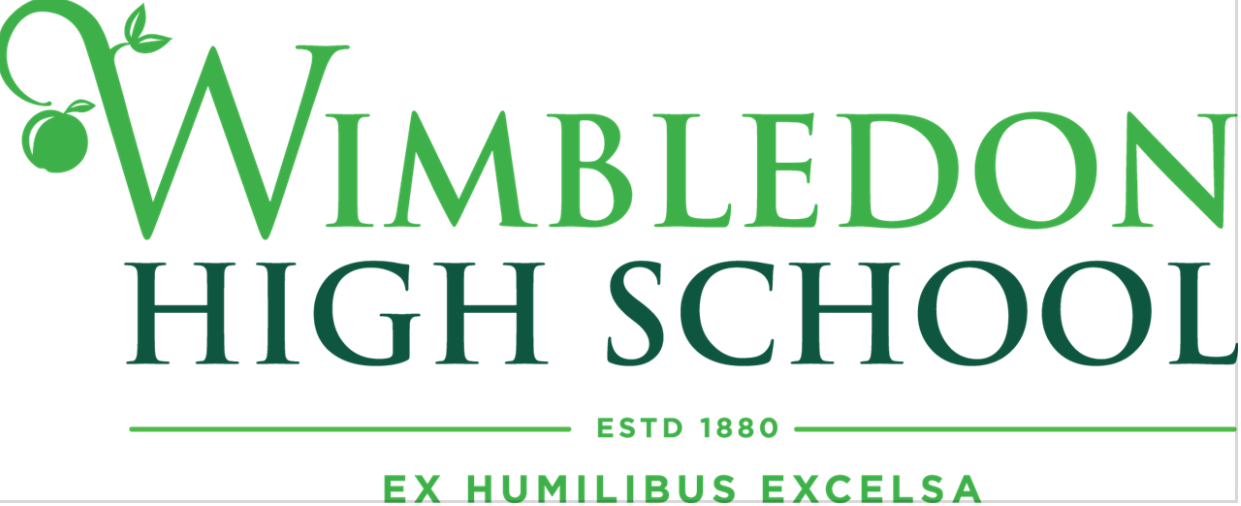 WIMBLEDON
HIGH SCHOOL
ESTD 1880
EX HUMILIBUS EXCELSA